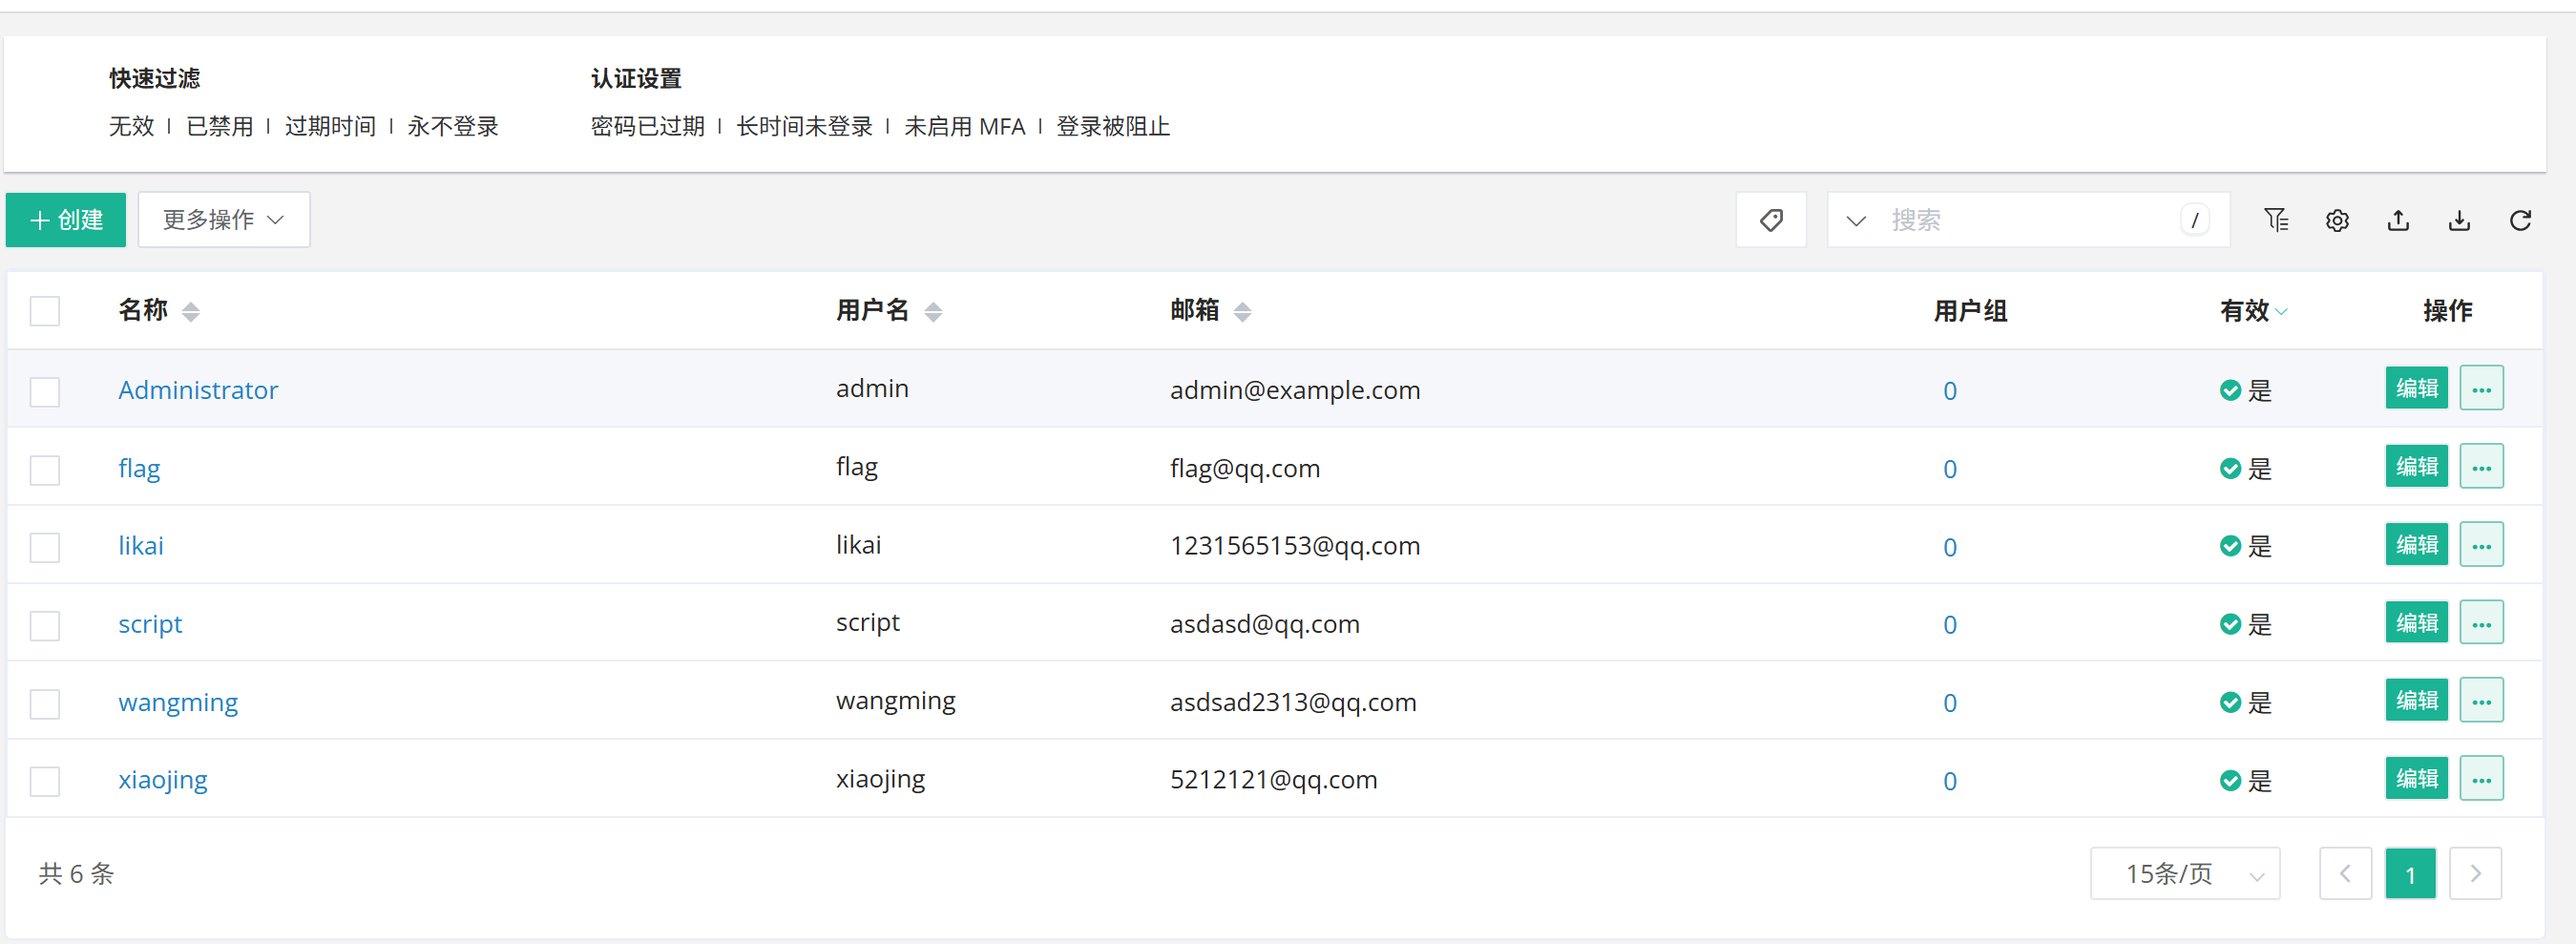 快速过滤 认证设置
无效 | 已禁用 | 过期时间 | 永不登录 密码已过期 | 长时间未登录 | 未启用 MFA | 登录被阻止
+ 创建 更多操作 搜索 /
名称 用户名 邮箱 用户组 有效 操作
Administrator admin admin@example.com 0 是 编辑 ...
flag flag flag@qq.com 0 是 编辑 ...
likai likai 1231565153@qq.com 0 是 编辑 ...
script script asdasd@qq.com 0 是 编辑 ...
wangming wangming asdsad2313@qq.com 0 是 编辑 ...
xiaojing xiaojing 5212121@qq.com 0 是 编辑 ...
共 6 条 15条/页 < 1 >